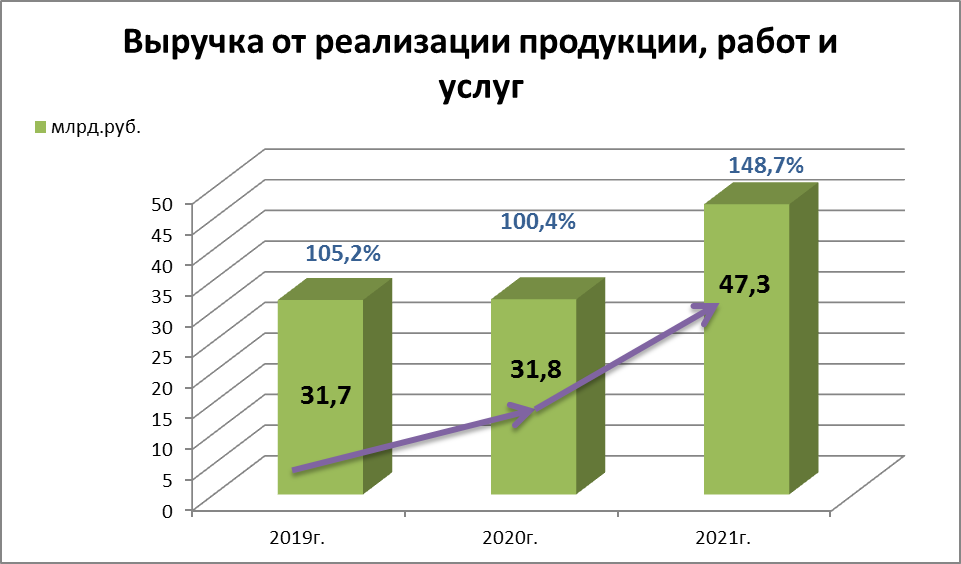 Выручка от реализации продукции, работ и
услуг
млрд.руб.
148,7%
100,4%
105,2%
50
45
40
35
30
25
20
15
10
5
0
47,3
31,8
31,7
2019г.
2020г.
2021г.